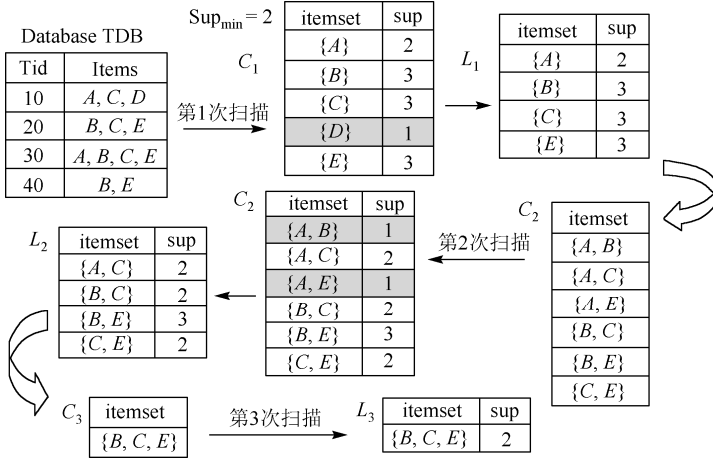 Supmin = 2
Database TDB
Tid Items
10 A, C, D
20 B, C, E
30 A, B, C, E
40 B, E
第1次扫描
C1
itemset sup
{A} 2
{B} 3
{C} 3
{D} 1
{E} 3
L1
itemset sup
{A} 2
{B} 3
{C} 3
{E} 3
C2
itemset
{A, B}
{A, C}
{A, E}
{B, C}
{B, E}
{C, E}
第2次扫描
C2
itemset sup
{A, B} 1
{A, C} 2
{A, E} 1
{B, C} 2
{B, E} 3
{C, E} 2
L2
itemset sup
{A, C} 2
{B, C} 2
{B, E} 3
{C, E} 2
C3
itemset
{B, C, E}
第3次扫描
L3
itemset sup
{B, C, E} 2